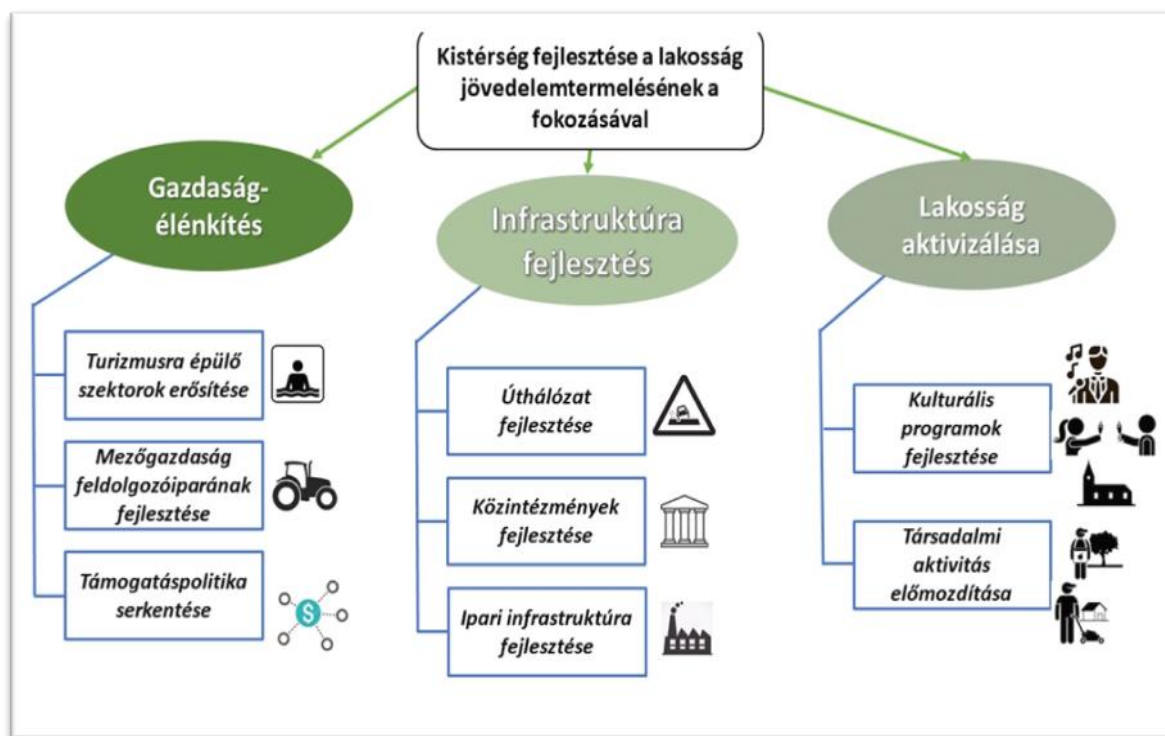 Kistérség fejlesztése a lakosság
jövedelemtermelésének a
fokozásával
Gazdaság-
élénkítés
Infrastruktúra
fejlesztés
Lakosság
aktivizálása
Turizmusra épülő
szektorok erősítése
Mezőgazdaság
feldolgozóiparának
fejlesztése
Támogatáspolitika
serkentése
$
Úthálózat
fejlesztése
Közintézmények
fejlesztése
Ipari infrastruktúra
fejlesztése
Kulturális
programok
fejlesztése
Társadalmi
aktivitás
előmozdítása